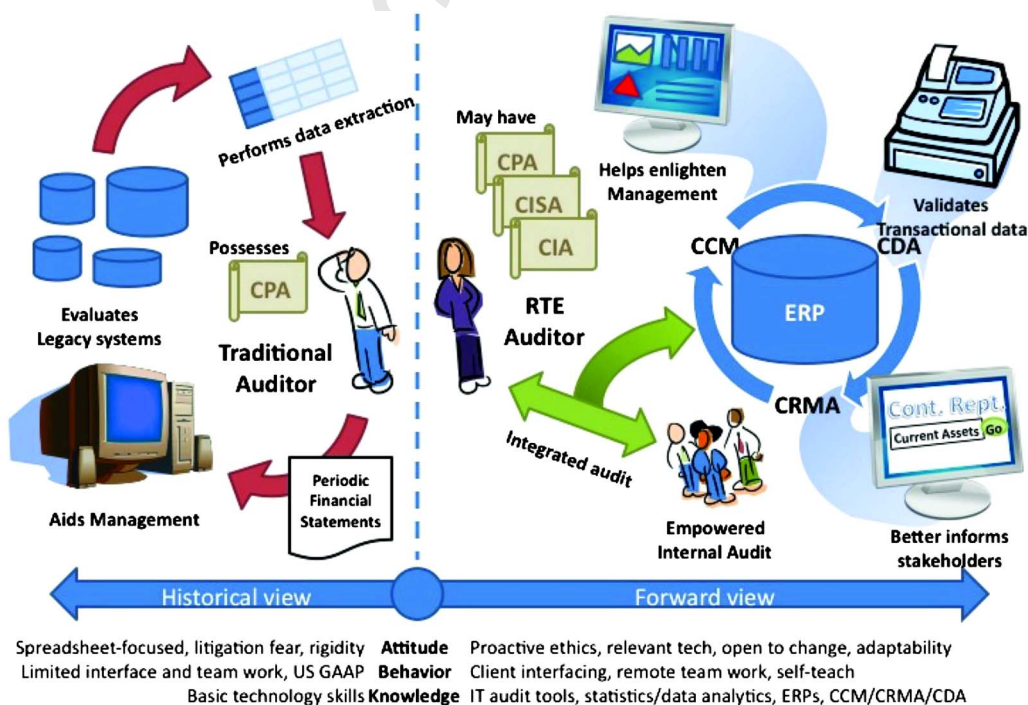 Performs data extraction
Possesses
CPA
Evaluates
Legacy systems
Traditional
Auditor
Periodic
Financial
Statements
Aids Management
May have
CPA
CISA
CIA
RTE
Auditor
Helps enlighten
Management
Validates
Transactional data
CCM
CDA
ERP
CRMA
Cont. Rept.
Current Assets
Go
Integrated audit
Empowered
Internal Audit
Better informs
stakeholders
Historical view
Forward view
Spreadsheet-focused, litigation fear, rigidity Attitude Proactive ethics, relevant tech, open to change, adaptability
Limited interface and team work, US GAAP Behavior Client interfacing, remote team work, self-teach
Basic technology skills Knowledge IT audit tools, statistics/data analytics, ERPs, CCM/CRMA/CDA